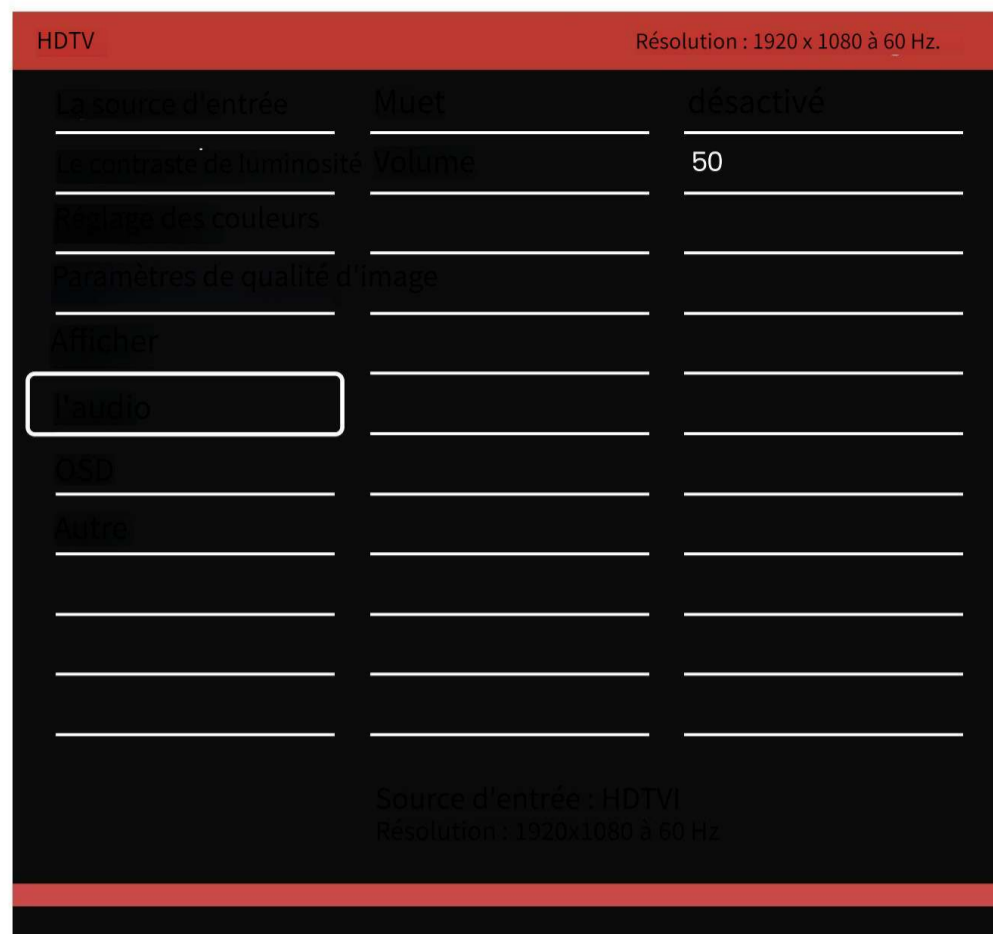 HDTV Résolution : 1920 x 1080 à 60 Hz.
La source d'entrée Muet désactivé
Le contraste de luminosité Volume 50
Réglage des couleurs
Paramètres de qualité d'image
Afficher
l'audio
OSD
Autre
Source d'entrée : HDTVI
Résolution : 1920x1080 à 60 Hz